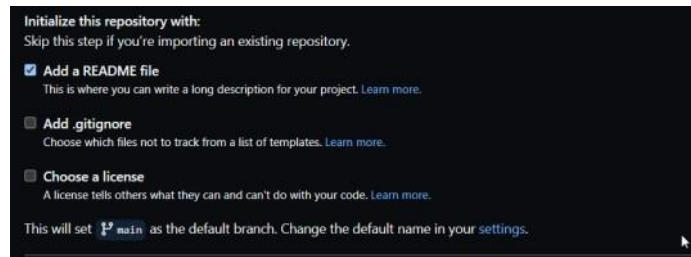 Initialize this repository with:
Skip this step if you're importing an existing repository.
Add a README file
This is where you can write a long description for your project. Learn more.
Add .gitignore
Choose which files not to track from a list of templates. Learn more.
Choose a license
A license tells others what they can and can't do with your code. Learn more.
This will set main as the default branch. Change the default name in your settings.